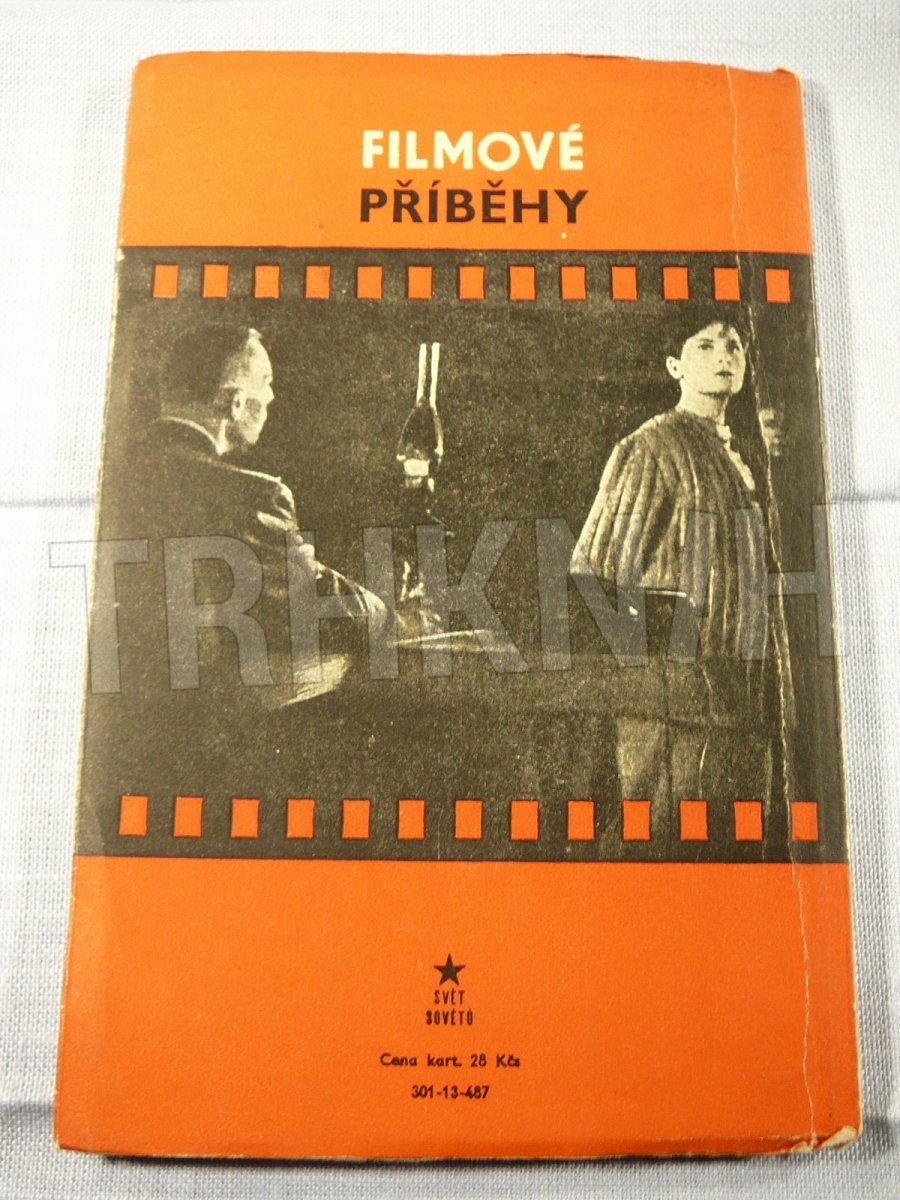 FILMOVÉ
PŘÍBĚHY
TRHKNIH
SVĚT
SOVĚTŮ
Cena kart. 28 Kčs
301-13-487